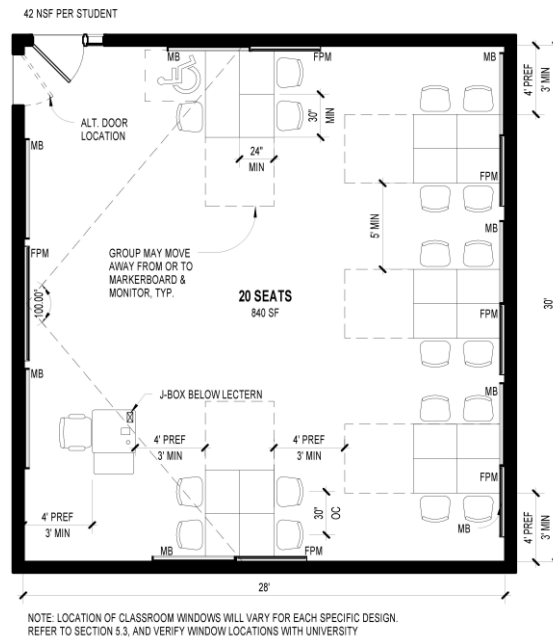 42 NSF PER STUDENT
MB
FPM
MB
4' PREF
3' MIN
ALT. DOOR
LOCATION
MB
30"
MIN
24"
MIN
FPM
MB
5' MIN
FPM
GROUP MAY MOVE
AWAY FROM OR TO
MARKERBOARD &
MONITOR, TYP.
100.00°
20 SEATS
840 SF
30'
FPM
MB
J-BOX BELOW LECTERN
MB
4' PREF
3' MIN
4' PREF
3' MIN
FPM
4' PREF
3' MIN
30"
OC
MB
4' PREF
3' MIN
MB
FPM
28'
NOTE: LOCATION OF CLASSROOM WINDOWS WILL VARY FOR EACH SPECIFIC DESIGN.
REFER TO SECTION 5.3, AND VERIFY WINDOW LOCATIONS WITH UNIVERSITY